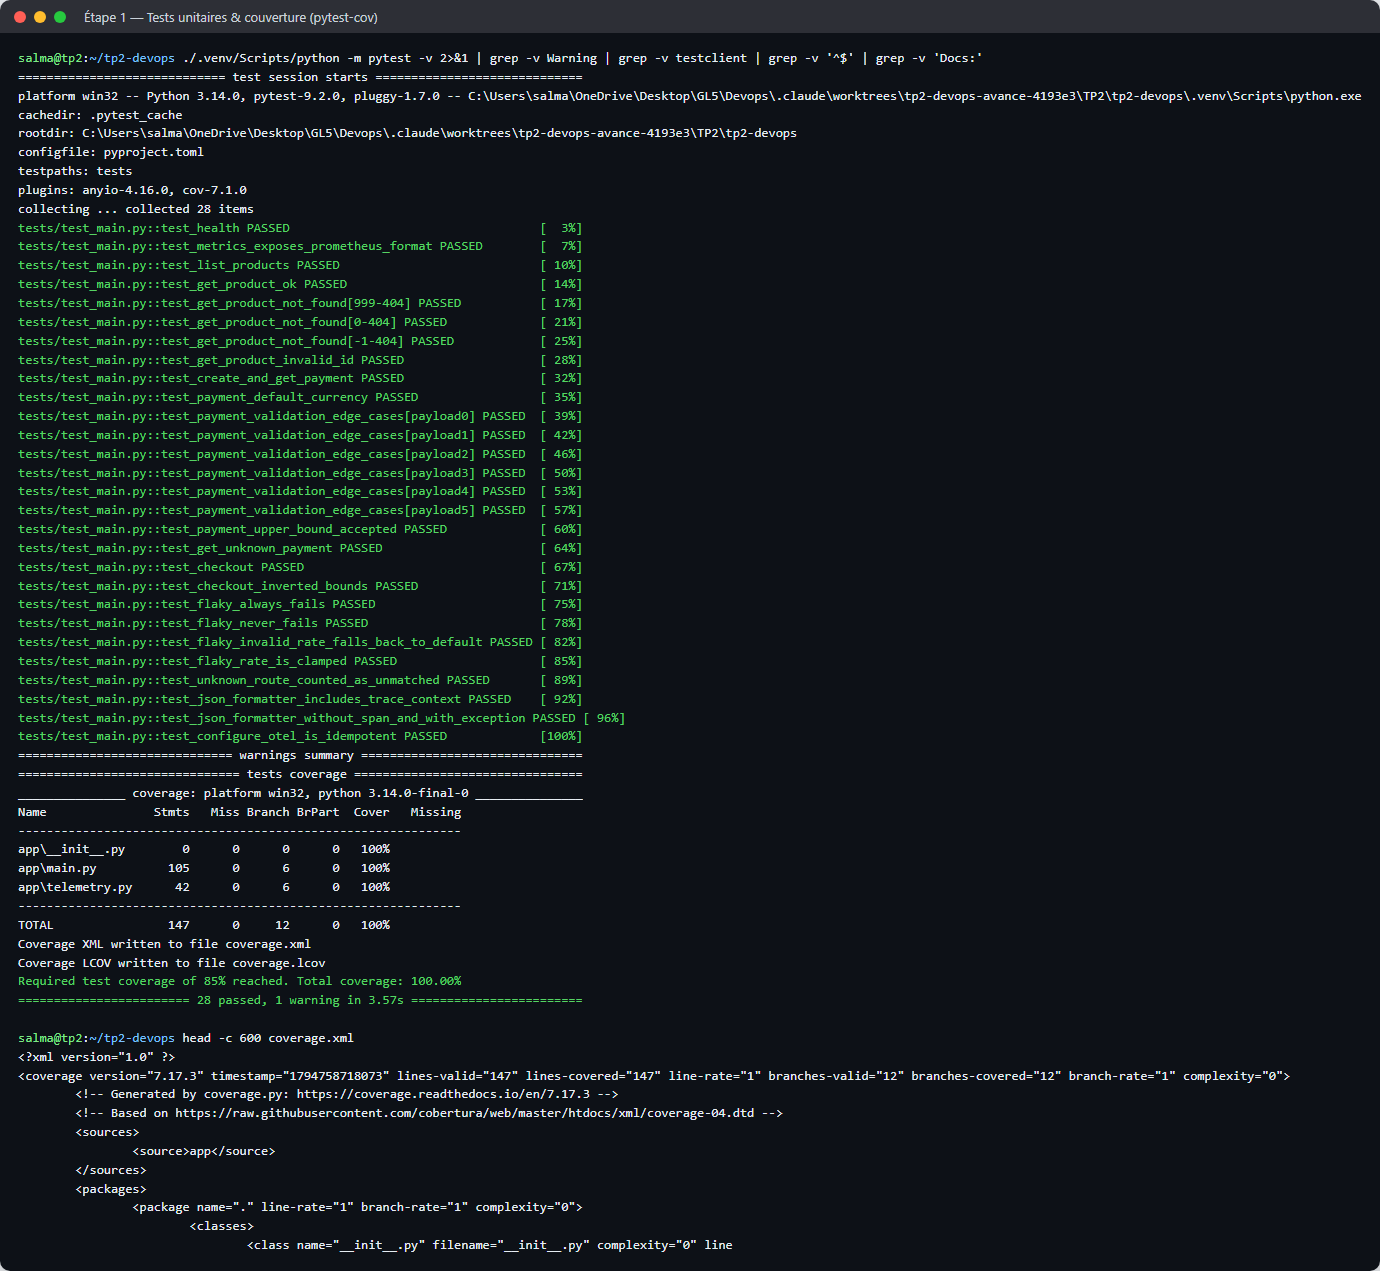 Étape 1 — Tests unitaires & couverture (pytest-cov)
salma@tp2:~/tp2-devops ./.venv/Scripts/python -m pytest -v 2>&1 | grep -v Warning | grep -v testclient | grep -v '^$' | grep -v 'Docs:'
============================= test session starts =============================
platform win32 -- Python 3.14.0, pytest-9.2.0, pluggy-1.7.0 -- C:\Users\salma\OneDrive\Desktop\GL5\Devops\.claude\worktrees\tp2-devops-avance-4193e3\TP2\tp2-devops\.venv\Scripts\python.exe
cachedir: .pytest_cache
rootdir: C:\Users\salma\OneDrive\Desktop\GL5\Devops\.claude\worktrees\tp2-devops-avance-4193e3\TP2\tp2-devops
configfile: pyproject.toml
testpaths: tests
plugins: anyio-4.16.0, cov-7.1.0
collecting ... collected 28 items
tests/test_main.py::test_health PASSED                                   [  3%]
tests/test_main.py::test_metrics_exposes_prometheus_format PASSED        [  7%]
tests/test_main.py::test_list_products PASSED                            [ 10%]
tests/test_main.py::test_get_product_ok PASSED                           [ 14%]
tests/test_main.py::test_get_product_not_found[999-404] PASSED           [ 17%]
tests/test_main.py::test_get_product_not_found[0-404] PASSED             [ 21%]
tests/test_main.py::test_get_product_not_found[-1-404] PASSED            [ 25%]
tests/test_main.py::test_get_product_invalid_id PASSED                   [ 28%]
tests/test_main.py::test_create_and_get_payment PASSED                   [ 32%]
tests/test_main.py::test_payment_default_currency PASSED                 [ 35%]
tests/test_main.py::test_payment_validation_edge_cases[payload0] PASSED  [ 39%]
tests/test_main.py::test_payment_validation_edge_cases[payload1] PASSED  [ 42%]
tests/test_main.py::test_payment_validation_edge_cases[payload2] PASSED  [ 46%]
tests/test_main.py::test_payment_validation_edge_cases[payload3] PASSED  [ 50%]
tests/test_main.py::test_payment_validation_edge_cases[payload4] PASSED  [ 53%]
tests/test_main.py::test_payment_validation_edge_cases[payload5] PASSED  [ 57%]
tests/test_main.py::test_payment_upper_bound_accepted PASSED             [ 60%]
tests/test_main.py::test_get_unknown_payment PASSED                      [ 64%]
tests/test_main.py::test_checkout PASSED                                 [ 67%]
tests/test_main.py::test_checkout_inverted_bounds PASSED                 [ 71%]
tests/test_main.py::test_flaky_always_fails PASSED                       [ 75%]
tests/test_main.py::test_flaky_never_fails PASSED                        [ 78%]
tests/test_main.py::test_flaky_invalid_rate_falls_back_to_default PASSED [ 82%]
tests/test_main.py::test_flaky_rate_is_clamped PASSED                    [ 85%]
tests/test_main.py::test_unknown_route_counted_as_unmatched PASSED       [ 89%]
tests/test_main.py::test_json_formatter_includes_trace_context PASSED    [ 92%]
tests/test_main.py::test_json_formatter_without_span_and_with_exception PASSED [ 96%]
tests/test_main.py::test_configure_otel_is_idempotent PASSED             [100%]
============================== warnings summary ===============================
=============================== tests coverage ================================
_______________ coverage: platform win32, python 3.14.0-final-0 _______________
Name               Stmts   Miss Branch BrPart  Cover   Missing
--------------------------------------------------------------
app\__init__.py        0      0      0      0   100%
app\main.py          105      0      6      0   100%
app\telemetry.py      42      0      6      0   100%
--------------------------------------------------------------
TOTAL                147      0     12      0   100%
Coverage XML written to file coverage.xml
Coverage LCOV written to file coverage.lcov
Required test coverage of 85% reached. Total coverage: 100.00%
======================== 28 passed, 1 warning in 3.57s ========================
salma@tp2:~/tp2-devops head -c 600 coverage.xml
<?xml version="1.0" ?>
<coverage version="7.17.3" timestamp="1794758718073" lines-valid="147" lines-covered="147" line-rate="1" branches-valid="12" branches-covered="12" branch-rate="1" complexity="0">
        <!-- Generated by coverage.py: https://coverage.readthedocs.io/en/7.17.3 -->
        <!-- Based on https://raw.githubusercontent.com/cobertura/web/master/htdocs/xml/coverage-04.dtd -->
        <sources>
                <source>app</source>
        </sources>
        <packages>
                <package name="." line-rate="1" branch-rate="1" complexity="0">
                        <classes>
                                <class name="__init__.py" filename="__init__.py" complexity="0" line